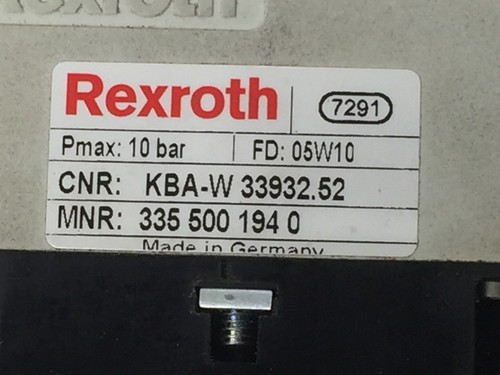 Rexroth
Rexroth 7291
Pmax: 10 bar FD: 05W10
CNR: KBA-W 33932.52
MNR: 335 500 194 0
Made in Germany